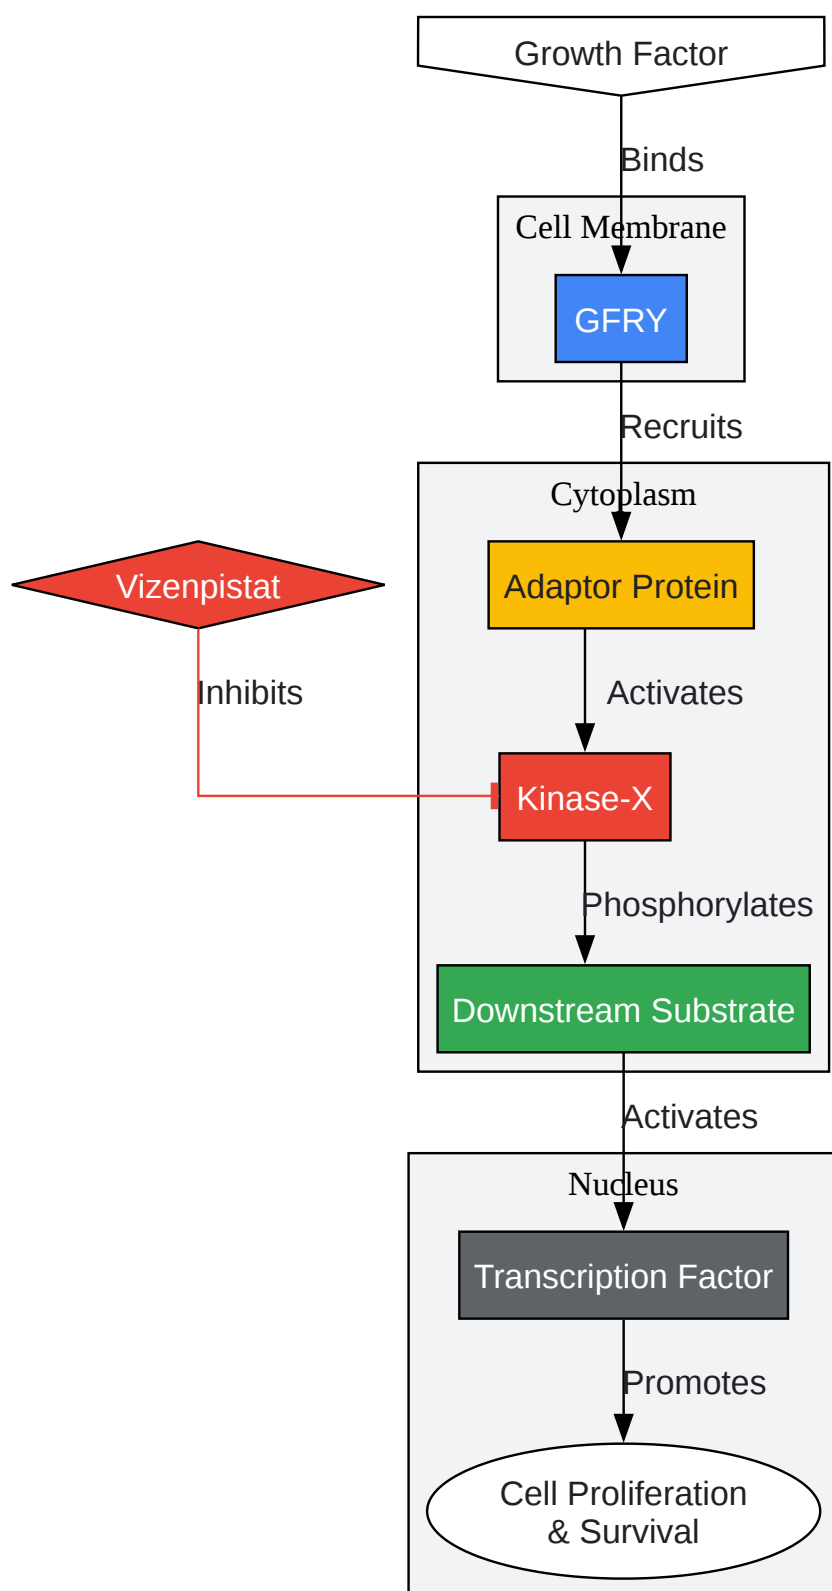 Growth Factor
Binds
Cell Membrane
GFRY
Recruits
Cytoplasm
Vizenpistat
Adaptor Protein
Inhibits
Activates
Kinase-X
Phosphorylates
Downstream Substrate
Activates
Nucleus
Transcription Factor
Promotes
Cell Proliferation
& Survival